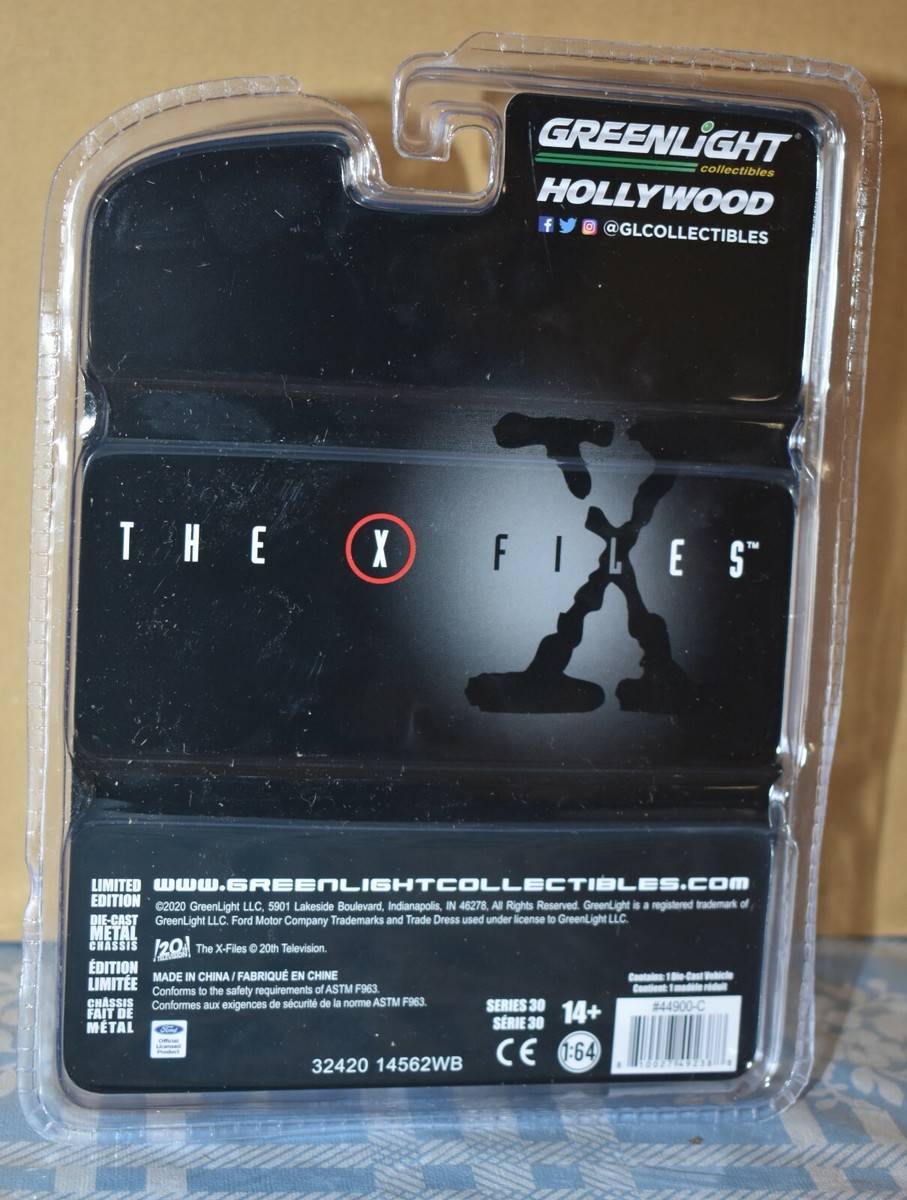 GREENLiGHT®
collectibles
HOLLYWOOD
@GLCOLLECTIBLES
THE X FILES™
LIMITED
EDITION
DIE-CAST
METAL
CHASSIS
ÉDITION
LIMITÉE
CHÂSSIS
FAIT DE
MÉTAL
WWW.GREENLIGHTCOLLECTIBLES.COM
©2020 GreenLight LLC, 5901 Lakeside Boulevard, Indianapolis, IN 46278, All Rights Reserved. GreenLight is a registered trademark of
GreenLight LLC. Ford Motor Company Trademarks and Trade Dress used under license to GreenLight LLC.
20th TELEVISION The X-Files © 20th Television.
MADE IN CHINA / FABRIQUÉ EN CHINE
Conforms to the safety requirements of ASTM F963.
Conformes aux exigences de sécurité de la norme ASTM F963.
Ford
Official
Licensed
Product
32420 14562WB
SERIES 30
SÉRIE 30
14+
CE
1:64
Contains: 1 Die-Cast Vehicle
Contient: 1 modèle réduit
#44900-C